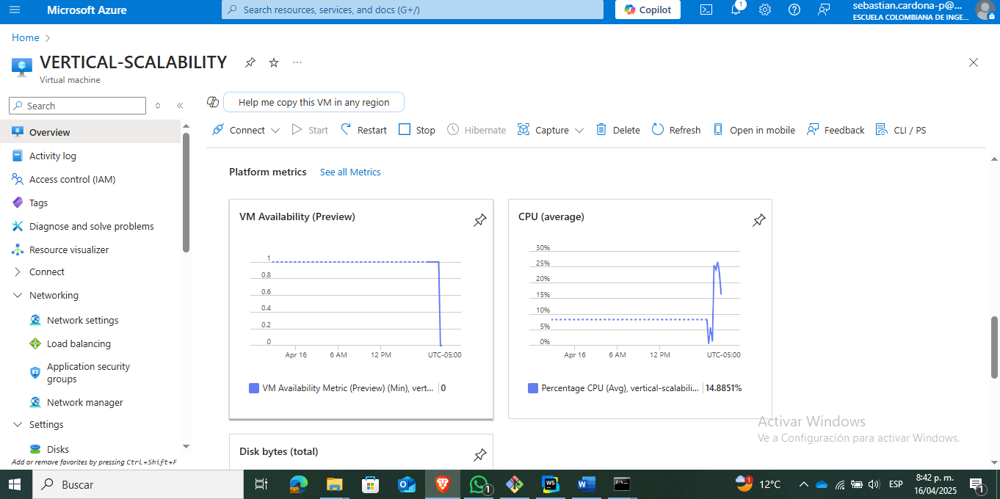 Microsoft Azure
Search resources, services, and docs (G+/)
Copilot
1
sebastian.cardona-p@...
ESCUELA COLOMBIANA DE INGE...
Home
VERTICAL-SCALABILITY
Virtual machine
Search
Help me copy this VM in any region
Connect
Start
Restart
Stop
Hibernate
Capture
Delete
Refresh
Open in mobile
Feedback
CLI / PS
Overview
Activity log
Access control (IAM)
Tags
Diagnose and solve problems
Resource visualizer
Connect
Networking
Network settings
Load balancing
Application security
groups
Network manager
Settings
Disks
Add or remove favorites by pressing Ctrl+Shift+F
Platform metrics
See all Metrics
VM Availability (Preview)
1
0.8
0.6
0.4
0.2
0
Apr 16
6 AM
12 PM
UTC-05:00
VM Availability Metric (Preview) (Min), vert...
0
CPU (average)
30%
25%
20%
15%
10%
5%
0%
Apr 16
6 AM
12 PM
UTC-05:00
Percentage CPU (Avg), vertical-scalabili...
14.8851%
Disk bytes (total)
Activar Windows
Ve a Configuración para activar Windows.
Buscar
1
WS
1
12°C
ESP
8:42 p. m.
16/04/2025
1